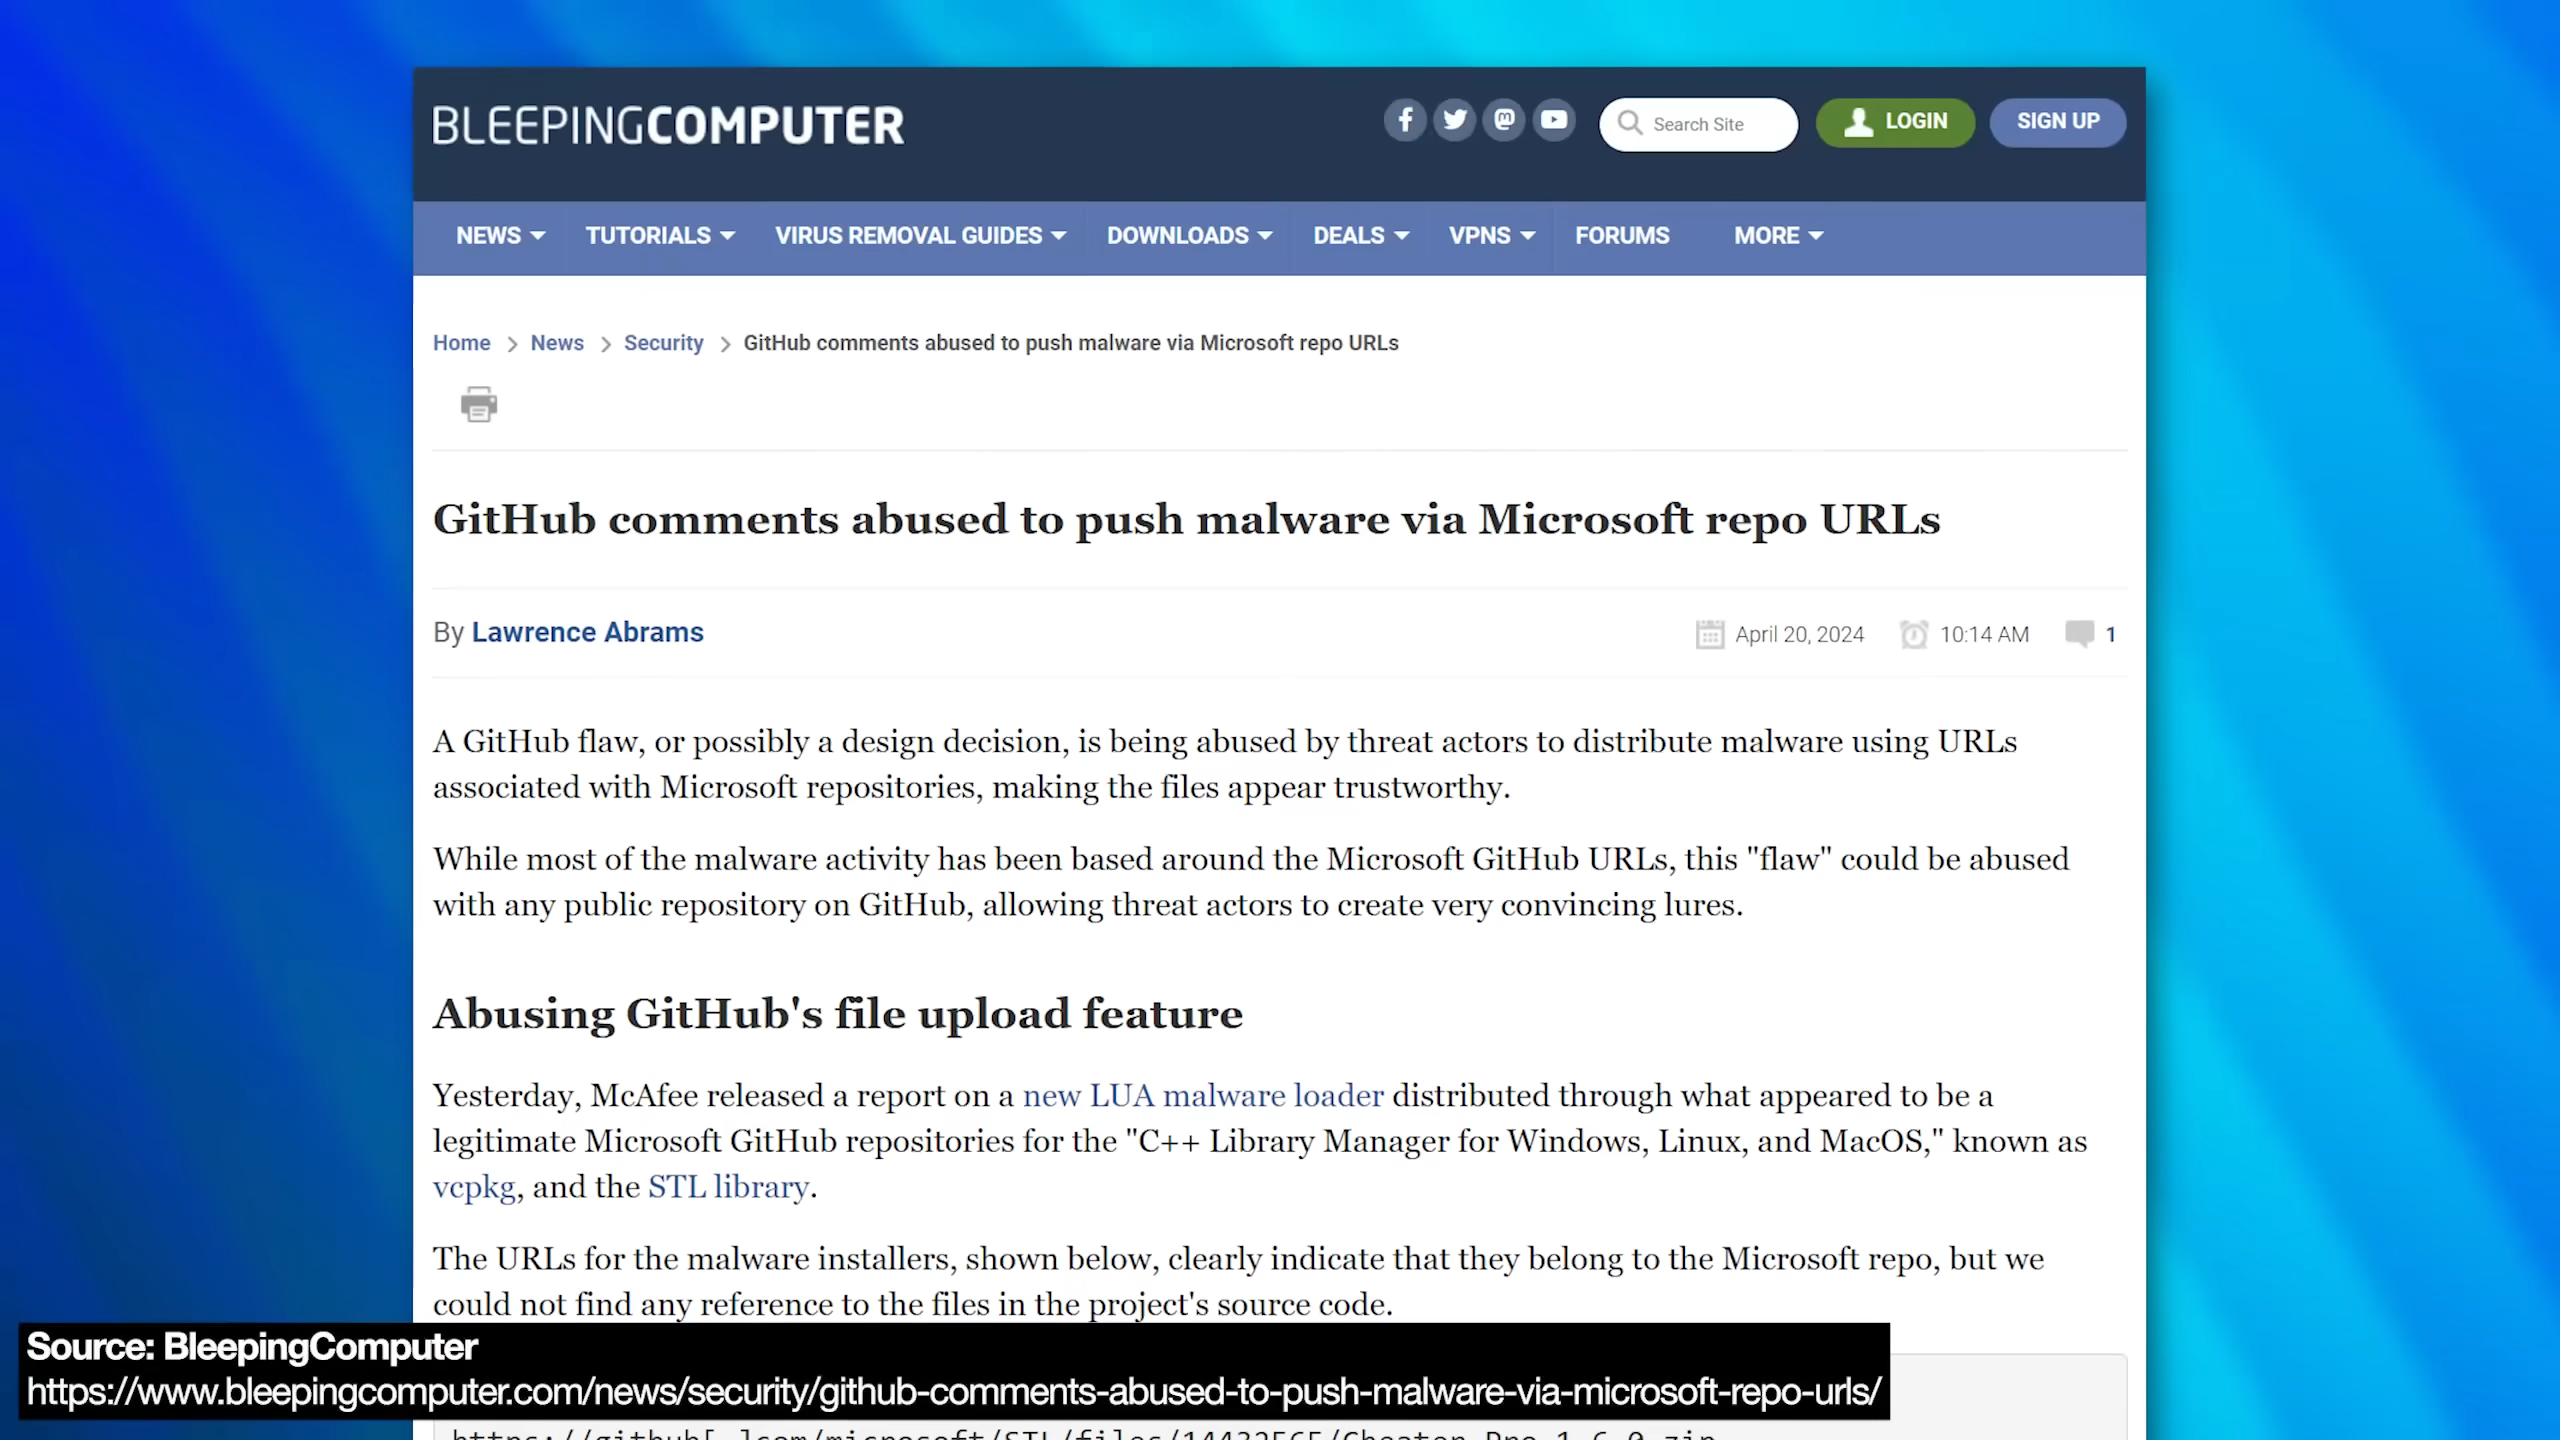 BLEEPINGCOMPUTER
Search Site
LOGIN
SIGN UP
NEWS TUTORIALS VIRUS REMOVAL GUIDES DOWNLOADS DEALS VPNS FORUMS MORE
Home > News > Security > GitHub comments abused to push malware via Microsoft repo URLs
GitHub comments abused to push malware via Microsoft repo URLs
By Lawrence Abrams
April 20, 2024 10:14 AM 1
A GitHub flaw, or possibly a design decision, is being abused by threat actors to distribute malware using URLs
associated with Microsoft repositories, making the files appear trustworthy.
While most of the malware activity has been based around the Microsoft GitHub URLs, this "flaw" could be abused
with any public repository on GitHub, allowing threat actors to create very convincing lures.
Abusing GitHub's file upload feature
Yesterday, McAfee released a report on a new LUA malware loader distributed through what appeared to be a
legitimate Microsoft GitHub repositories for the "C++ Library Manager for Windows, Linux, and MacOS," known as
vcpkg, and the STL library.
The URLs for the malware installers, shown below, clearly indicate that they belong to the Microsoft repo, but we
could not find any reference to the files in the project's source code.
Source: BleepingComputer
https://www.bleepingcomputer.com/news/security/github-comments-abused-to-push-malware-via-microsoft-repo-urls/